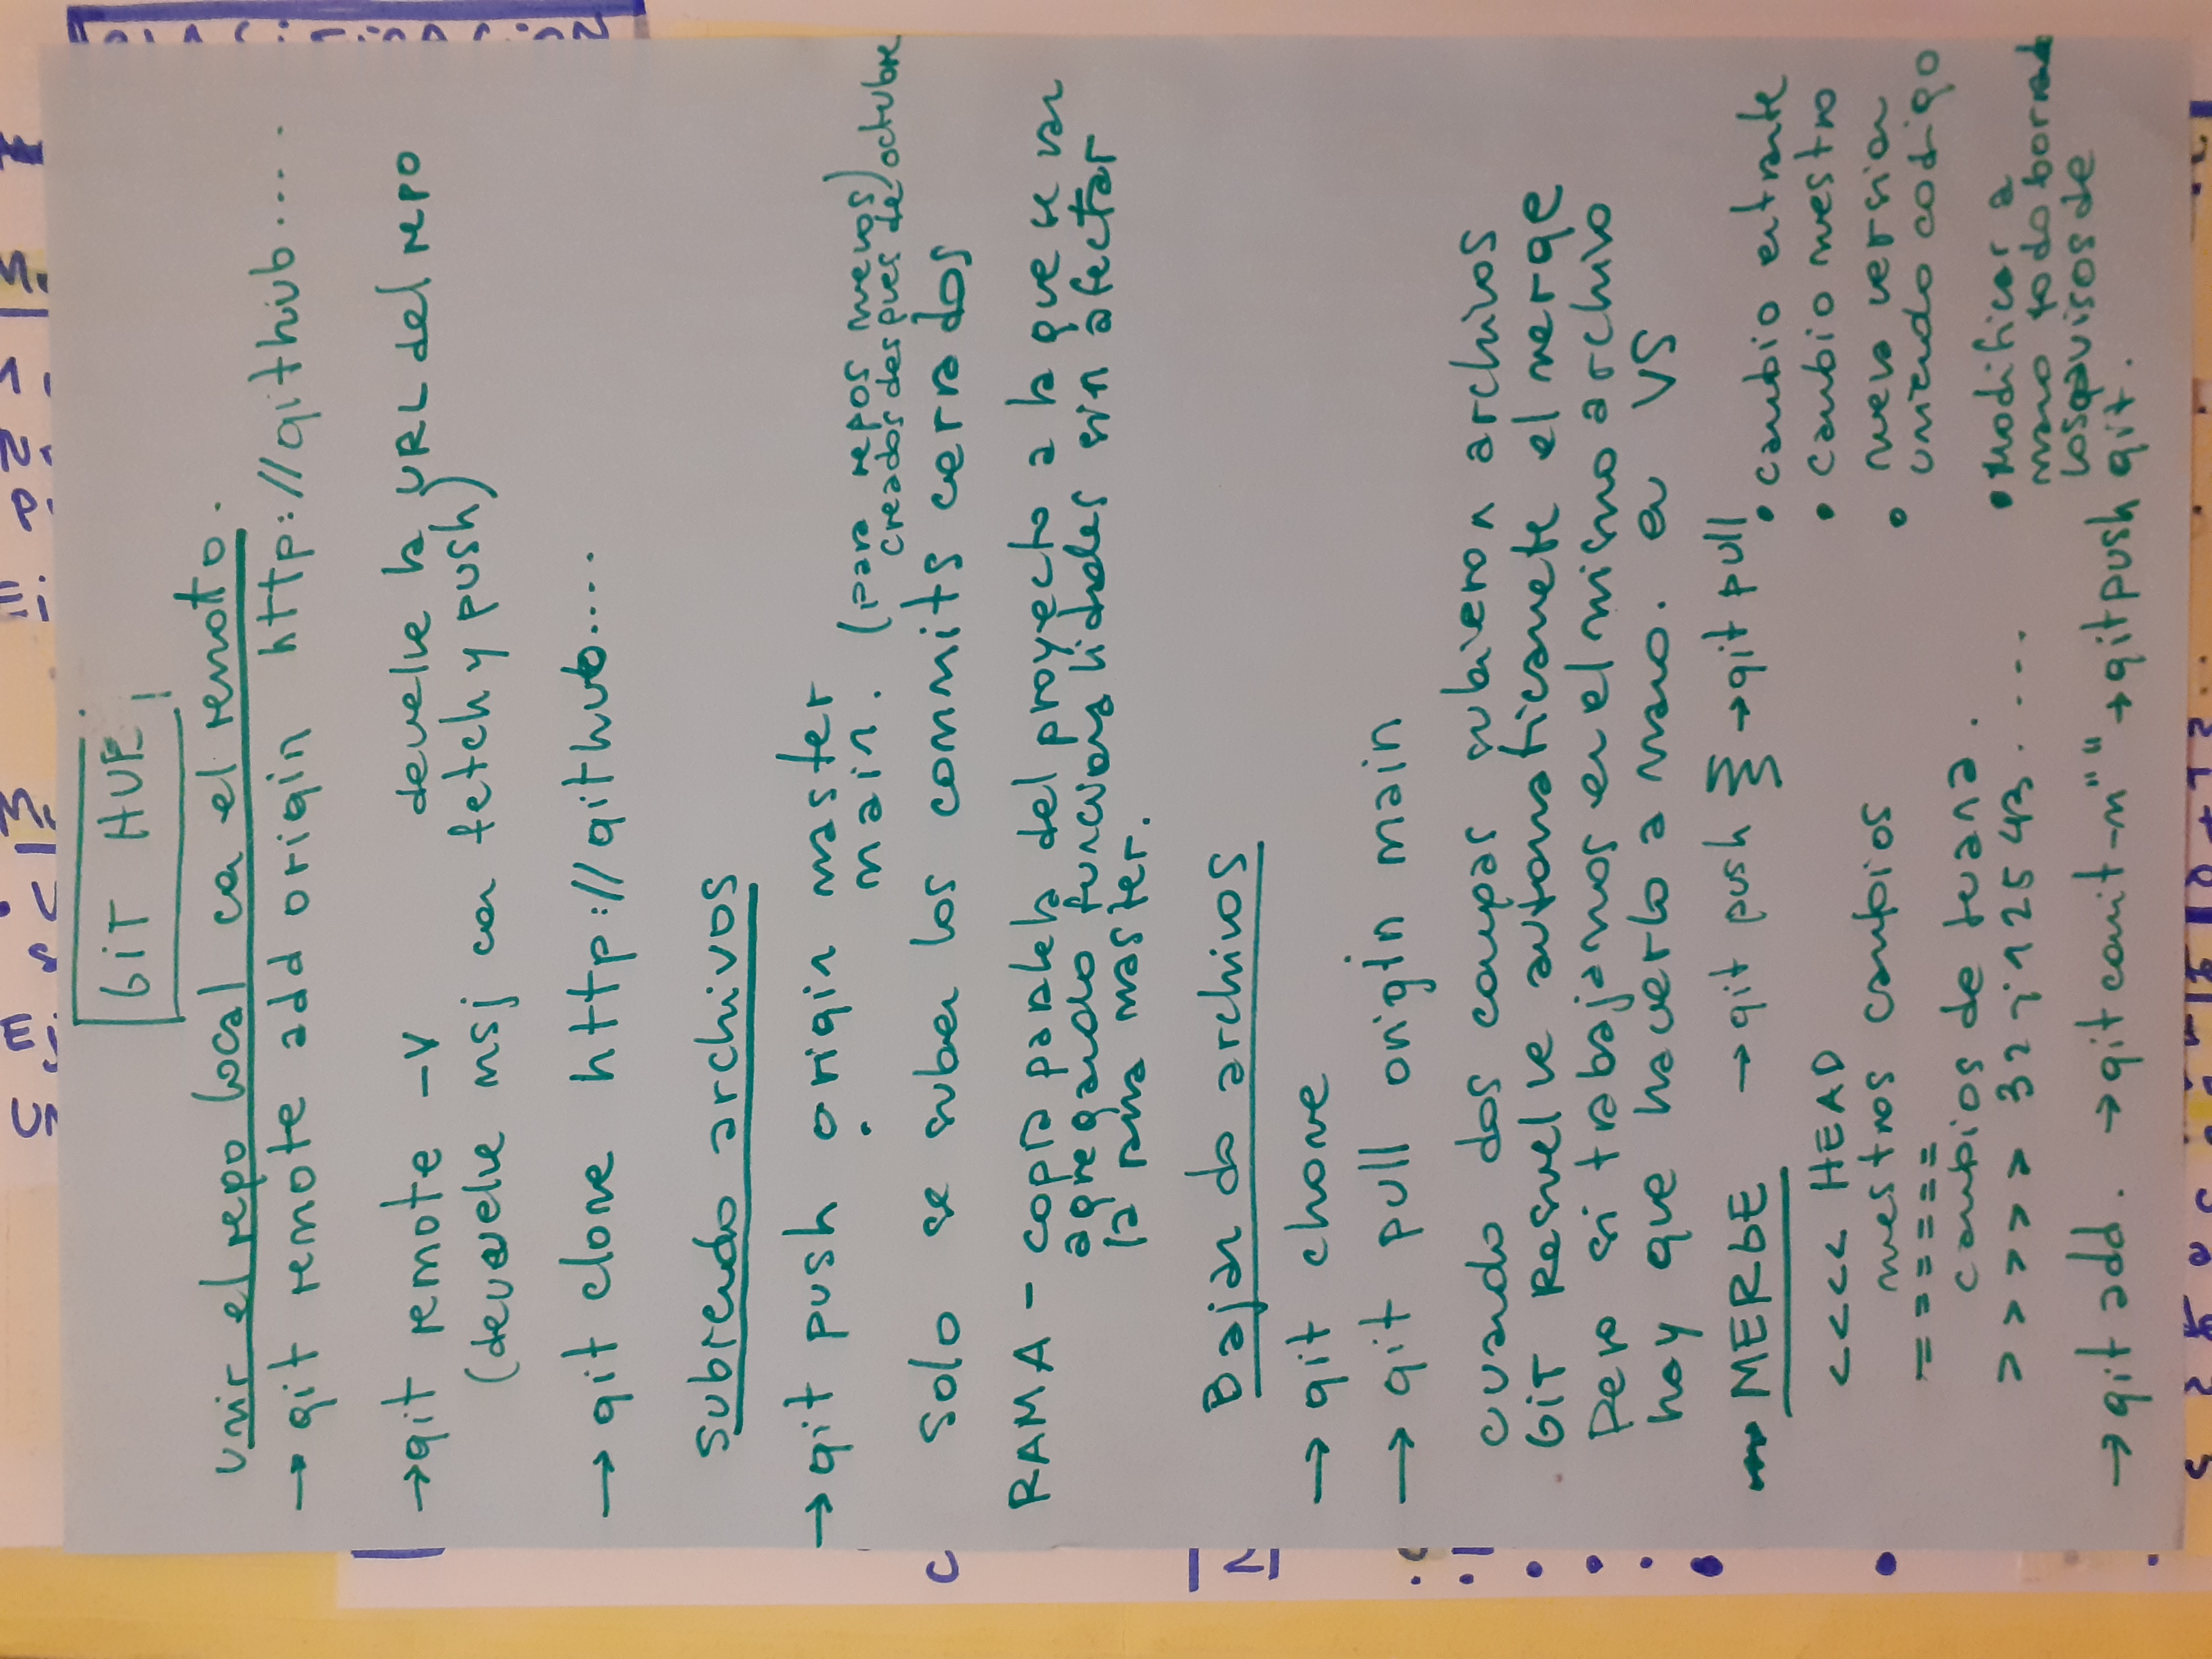 GIT HUB
unir el repo local con el remoto.
→ git remote add origin http://github.....
→ git remote -v devuelve la URL del repo
(devuelve msj con fetch y push)
→ git clone http://github....
subiendo archivos
→ git push origin master
main. (para repos nuevos)
creados despues de octubre
solo se suben los commits cerrados
RAMA - copia paralela del proyecto a la que se van
agregando funcionalidades sin afectar
la rama master.
Bajando archivos
→ git clone
→ git pull origin main
cuando dos compas subieron archivos
GIT Resuelve automaticamente el merge
Pero si trabajamos en el mismo archivo
hay que hacerlo a mano. en VS
MERGE → git push → git pull
• cambio entrante
<<<< HEAD
• cambio nuestro
nuestros cambios
• nueva version
uniendo codigo
======
cambios de Juana.
>>>>> 32j12543.....
• Modificar a
mano todo borrando
los avisos de
git.
→ git add . → git comit -m" " → git push